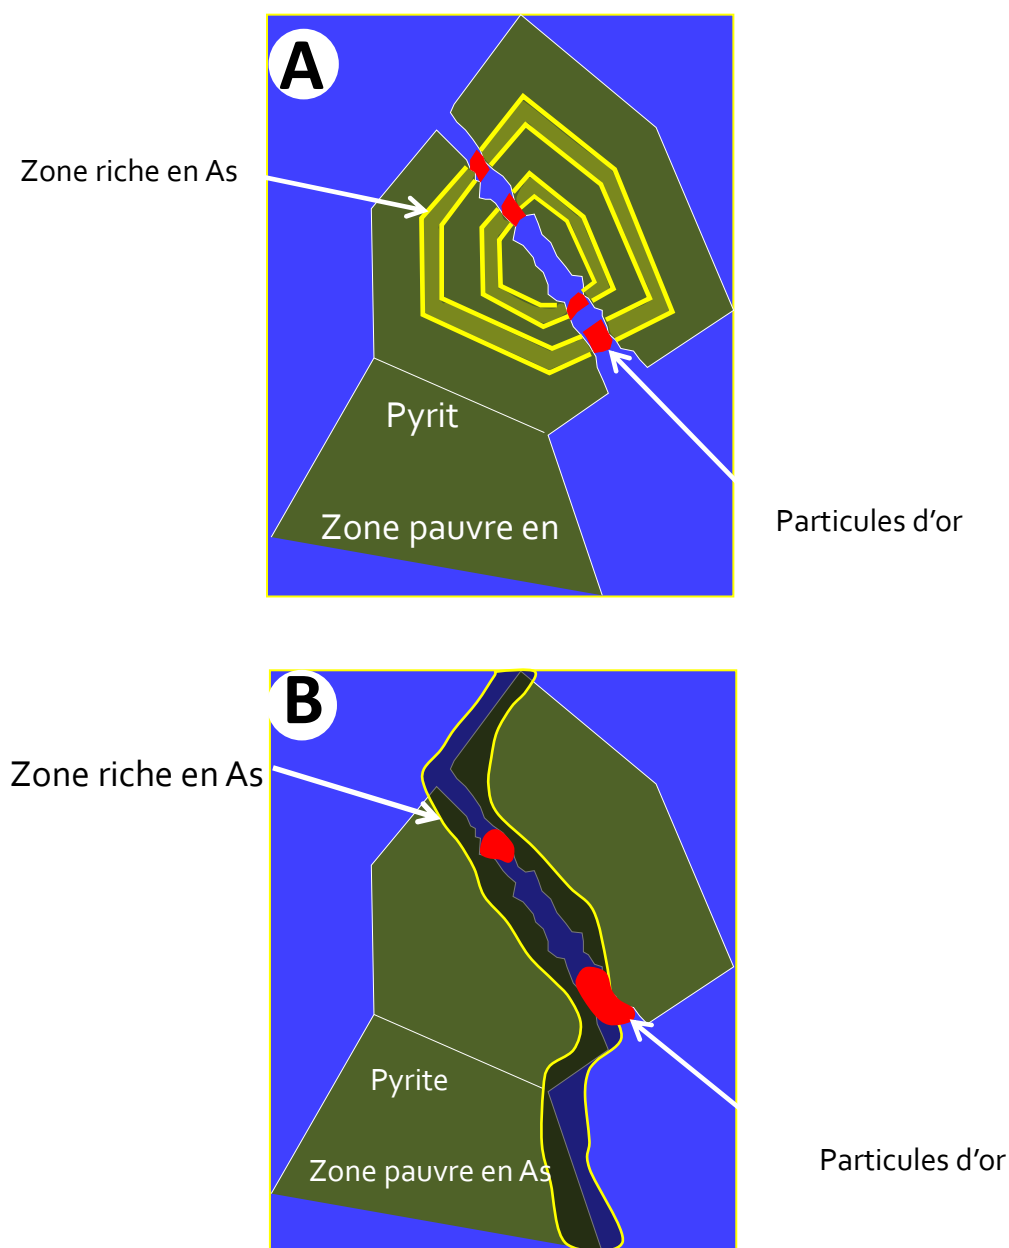 A
Zone riche en As
Pyrit
Zone pauvre en
Particules d’or
B
Zone riche en As
Pyrite
Zone pauvre en As
Particules d’or